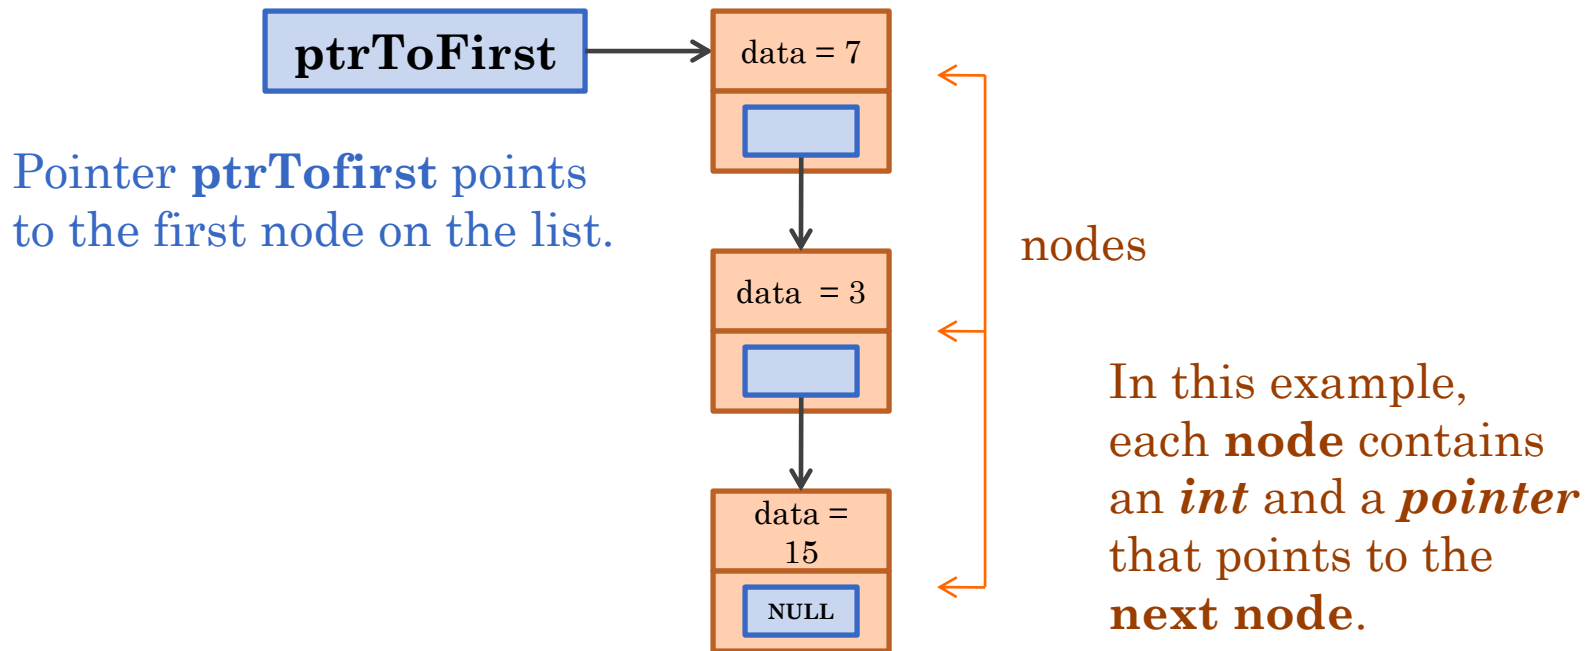 ptrToFirst
data = 7
Pointer ptrTofirst points
to the first node on the list.
nodes
data = 3
In this example,
each node contains
an int and a pointer
that points to the
next node.
data =
15
NULL